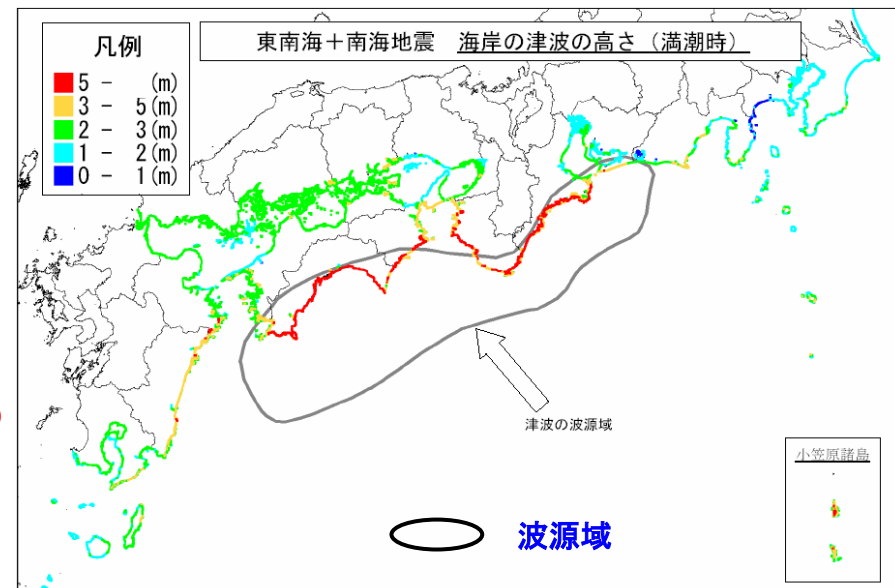 東南海+南海地震 海岸の津波の高さ(満潮時)
凡例
5 - (m)
3 - 5(m)
2 - 3(m)
1 - 2(m)
0 - 1(m)
津波の波源域
小笠原諸島
波源域